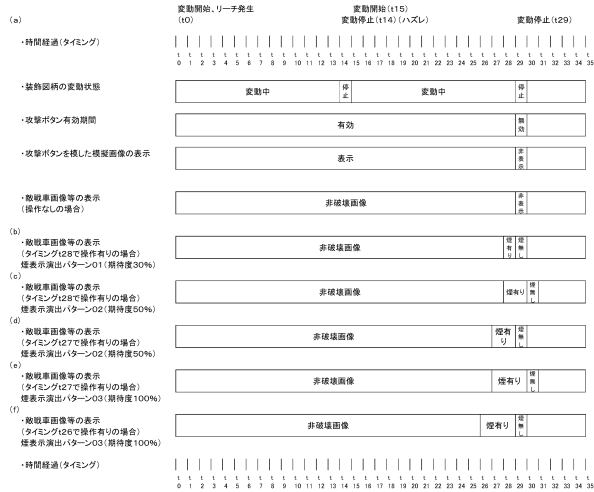 変動開始、リーチ発生 変動開始(t15)
(a) (t0) 変動停止(t14)(ハズレ) 変動停止(t29)
・時間経過(タイミング)
t t t t t t t t t t t t t t t t t t t t t t t t t t t t t t t t t t t t
0 1 2 3 4 5 6 7 8 9 10 11 12 13 14 15 16 17 18 19 20 21 22 23 24 25 26 27 28 29 30 31 32 33 34 35
・装飾図柄の変動状態 変動中 停止 変動中 停止
・攻撃ボタン有効期間 有効 無効
・攻撃ボタンを模した模擬画像の表示 表示 非表示
・敵戦車画像等の表示
(操作なしの場合) 非破壊画像 非表示
(b)
・敵戦車画像等の表示
(タイミングt28で操作有りの場合) 非破壊画像 煙有り 煙無し
煙表示演出パターン01(期待度30%)
(c)
・敵戦車画像等の表示
(タイミングt28で操作有りの場合) 非破壊画像 煙有り 煙無し
煙表示演出パターン02(期待度50%)
(d)
・敵戦車画像等の表示
(タイミングt27で操作有りの場合) 非破壊画像 煙有り 煙無し
煙表示演出パターン02(期待度50%)
(e)
・敵戦車画像等の表示
(タイミングt27で操作有りの場合) 非破壊画像 煙有り 煙無し
煙表示演出パターン03(期待度100%)
(f)
・敵戦車画像等の表示
(タイミングt26で操作有りの場合) 非破壊画像 煙有り 煙無し
煙表示演出パターン03(期待度100%)
・時間経過(タイミング)
t t t t t t t t t t t t t t t t t t t t t t t t t t t t t t t t t t t t
0 1 2 3 4 5 6 7 8 9 10 11 12 13 14 15 16 17 18 19 20 21 22 23 24 25 26 27 28 29 30 31 32 33 34 35